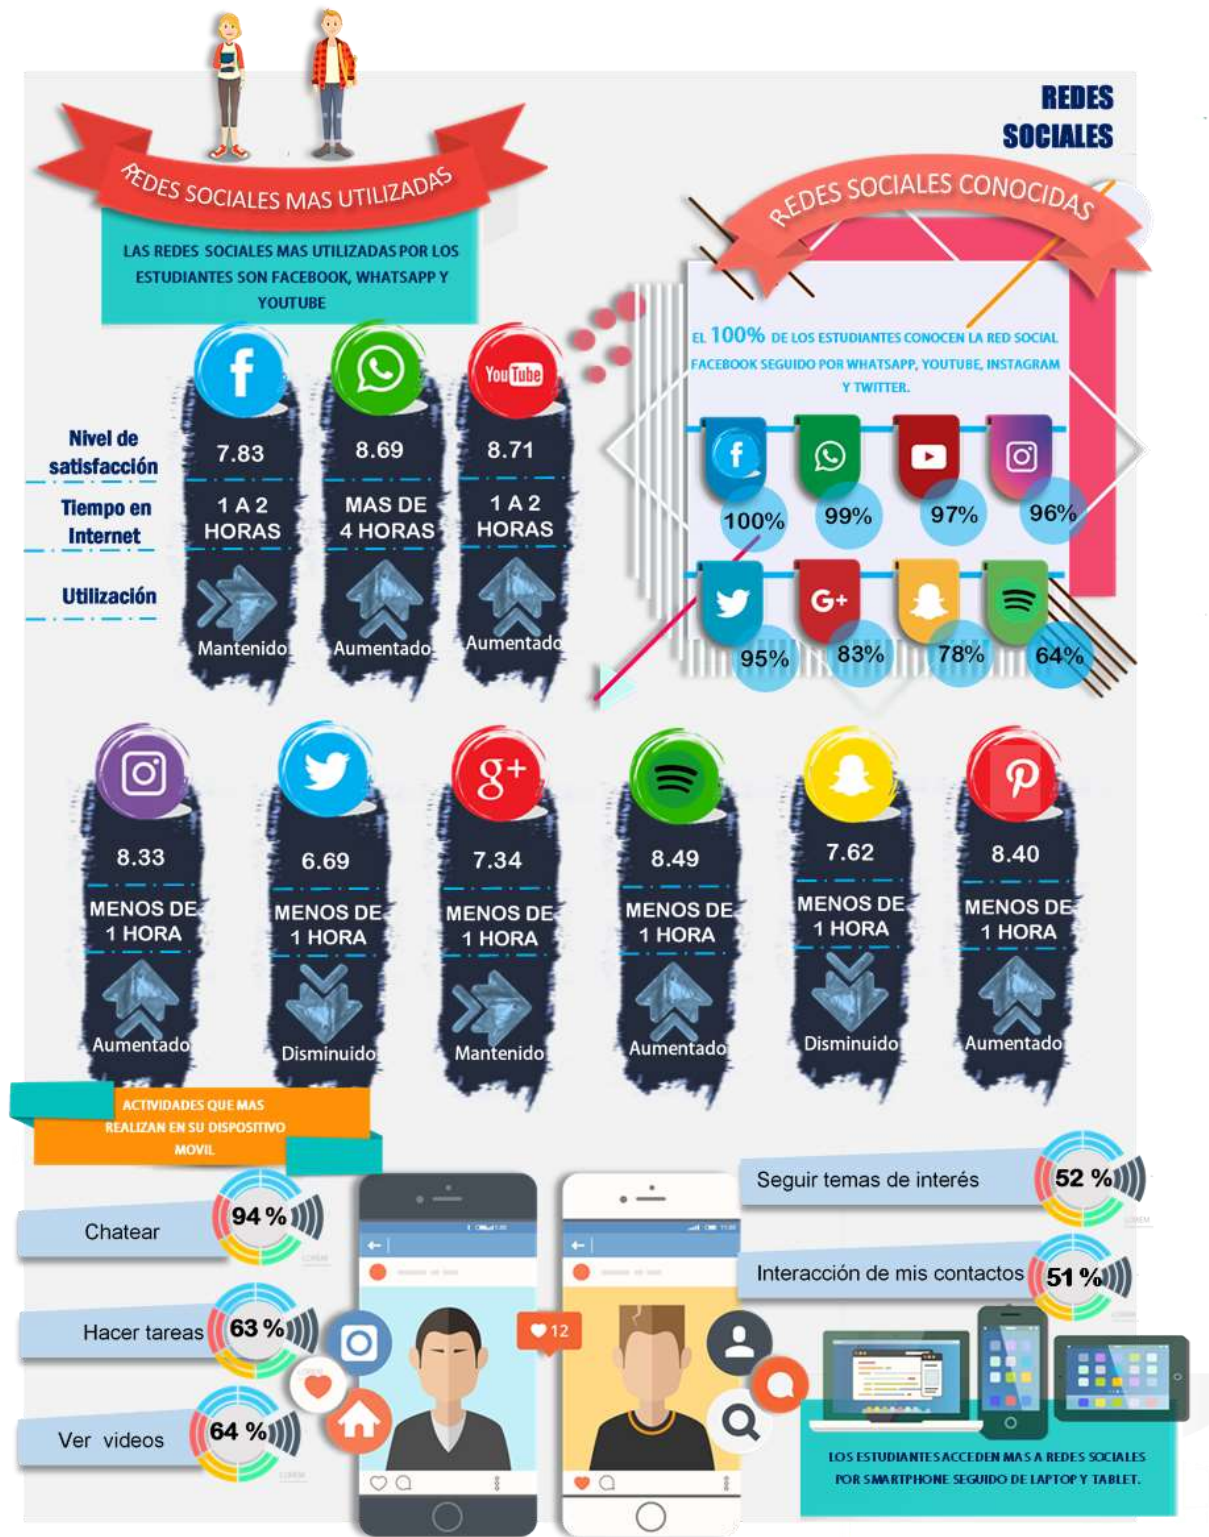 REDES
SOCIALES
REDES SOCIALES MAS UTILIZADAS
LAS REDES SOCIALES MAS UTILIZADAS POR LOS
ESTUDIANTES SON FACEBOOK, WHATSAPP Y
YOUTUBE
REDES SOCIALES CONOCIDAS
EL 100% DE LOS ESTUDIANTES CONOCEN LA RED SOCIAL
FACEBOOK SEGUIDO POR WHATSAPP, YOUTUBE, INSTAGRAM
Y TWITTER.
f
You Tube
Nivel de
satisfacción
7.83
8.69
8.71
Tiempo en
Internet
1 A 2
HORAS
MAS DE
4 HORAS
1 A 2
HORAS
Utilización
Mantenido
Aumentado
Aumentado
f
100%
99%
97%
96%
G+
95%
83%
78%
64%
g+
8.33
6.69
7.34
8.49
7.62
8.40
MENOS DE
1 HORA
MENOS DE
1 HORA
MENOS DE
1 HORA
MENOS DE
1 HORA
MENOS DE
1 HORA
MENOS DE
1 HORA
Aumentado
Disminuido
Mantenido
Aumentado
Disminuido
Aumentado
ACTIVIDADES QUE MAS
REALIZAN EN SU DISPOSITIVO
MOVIL
Chatear
94 %
LOREM
Hacer tareas
63 %
Ver videos
64 %
LOREM
12
Seguir temas de interés
52 %
LOREM
Interacción de mis contactos
51 %
LOREM
LOS ESTUDIANTES ACCEDEN MAS A REDES SOCIALES
POR SMARTPHONE SEGUIDO DE LAPTOP Y TABLET.